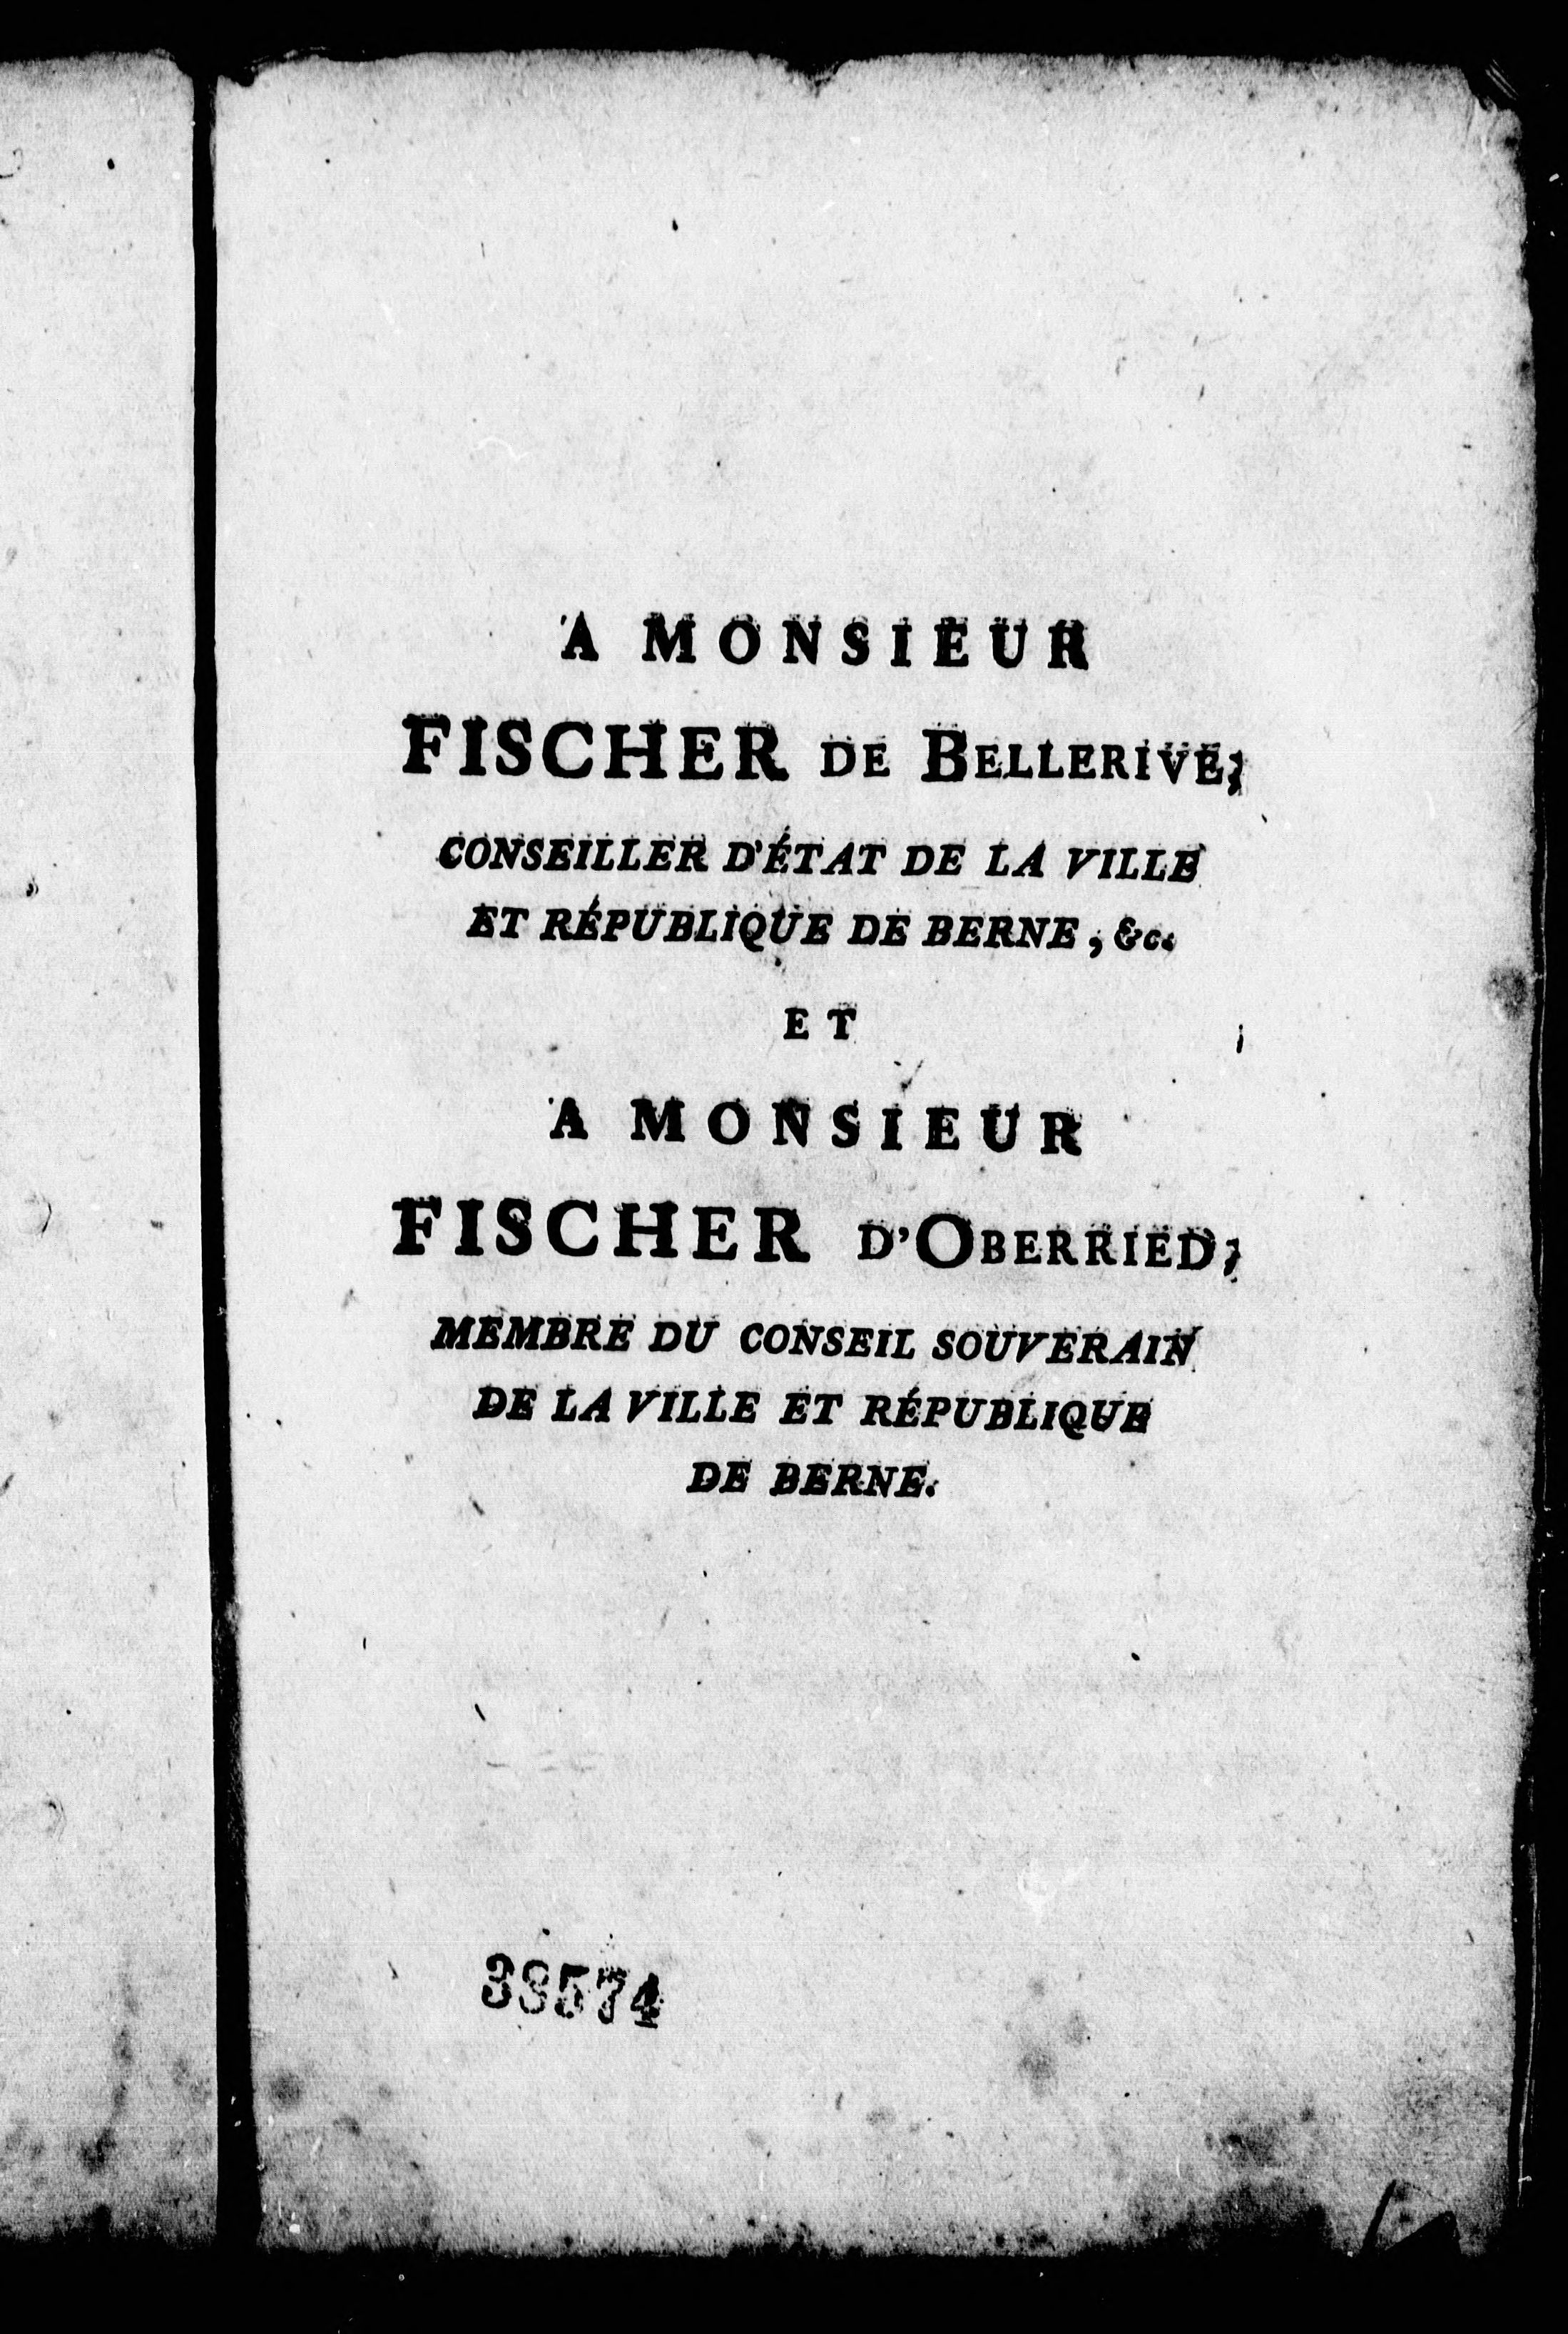 A MONSIEUR
FISCHER DE BELLERIVE;
CONSEILLER D'ÉTAT DE LA VILLE
ET RÉPUBLIQUE DE BERNE, &c.
ET
A MONSIEUR
FISCHER D'OBERRIED;
MEMBRE DU CONSEIL SOUVERAIN
DE LA VILLE ET RÉPUBLIQUE
DE BERNE.
38574